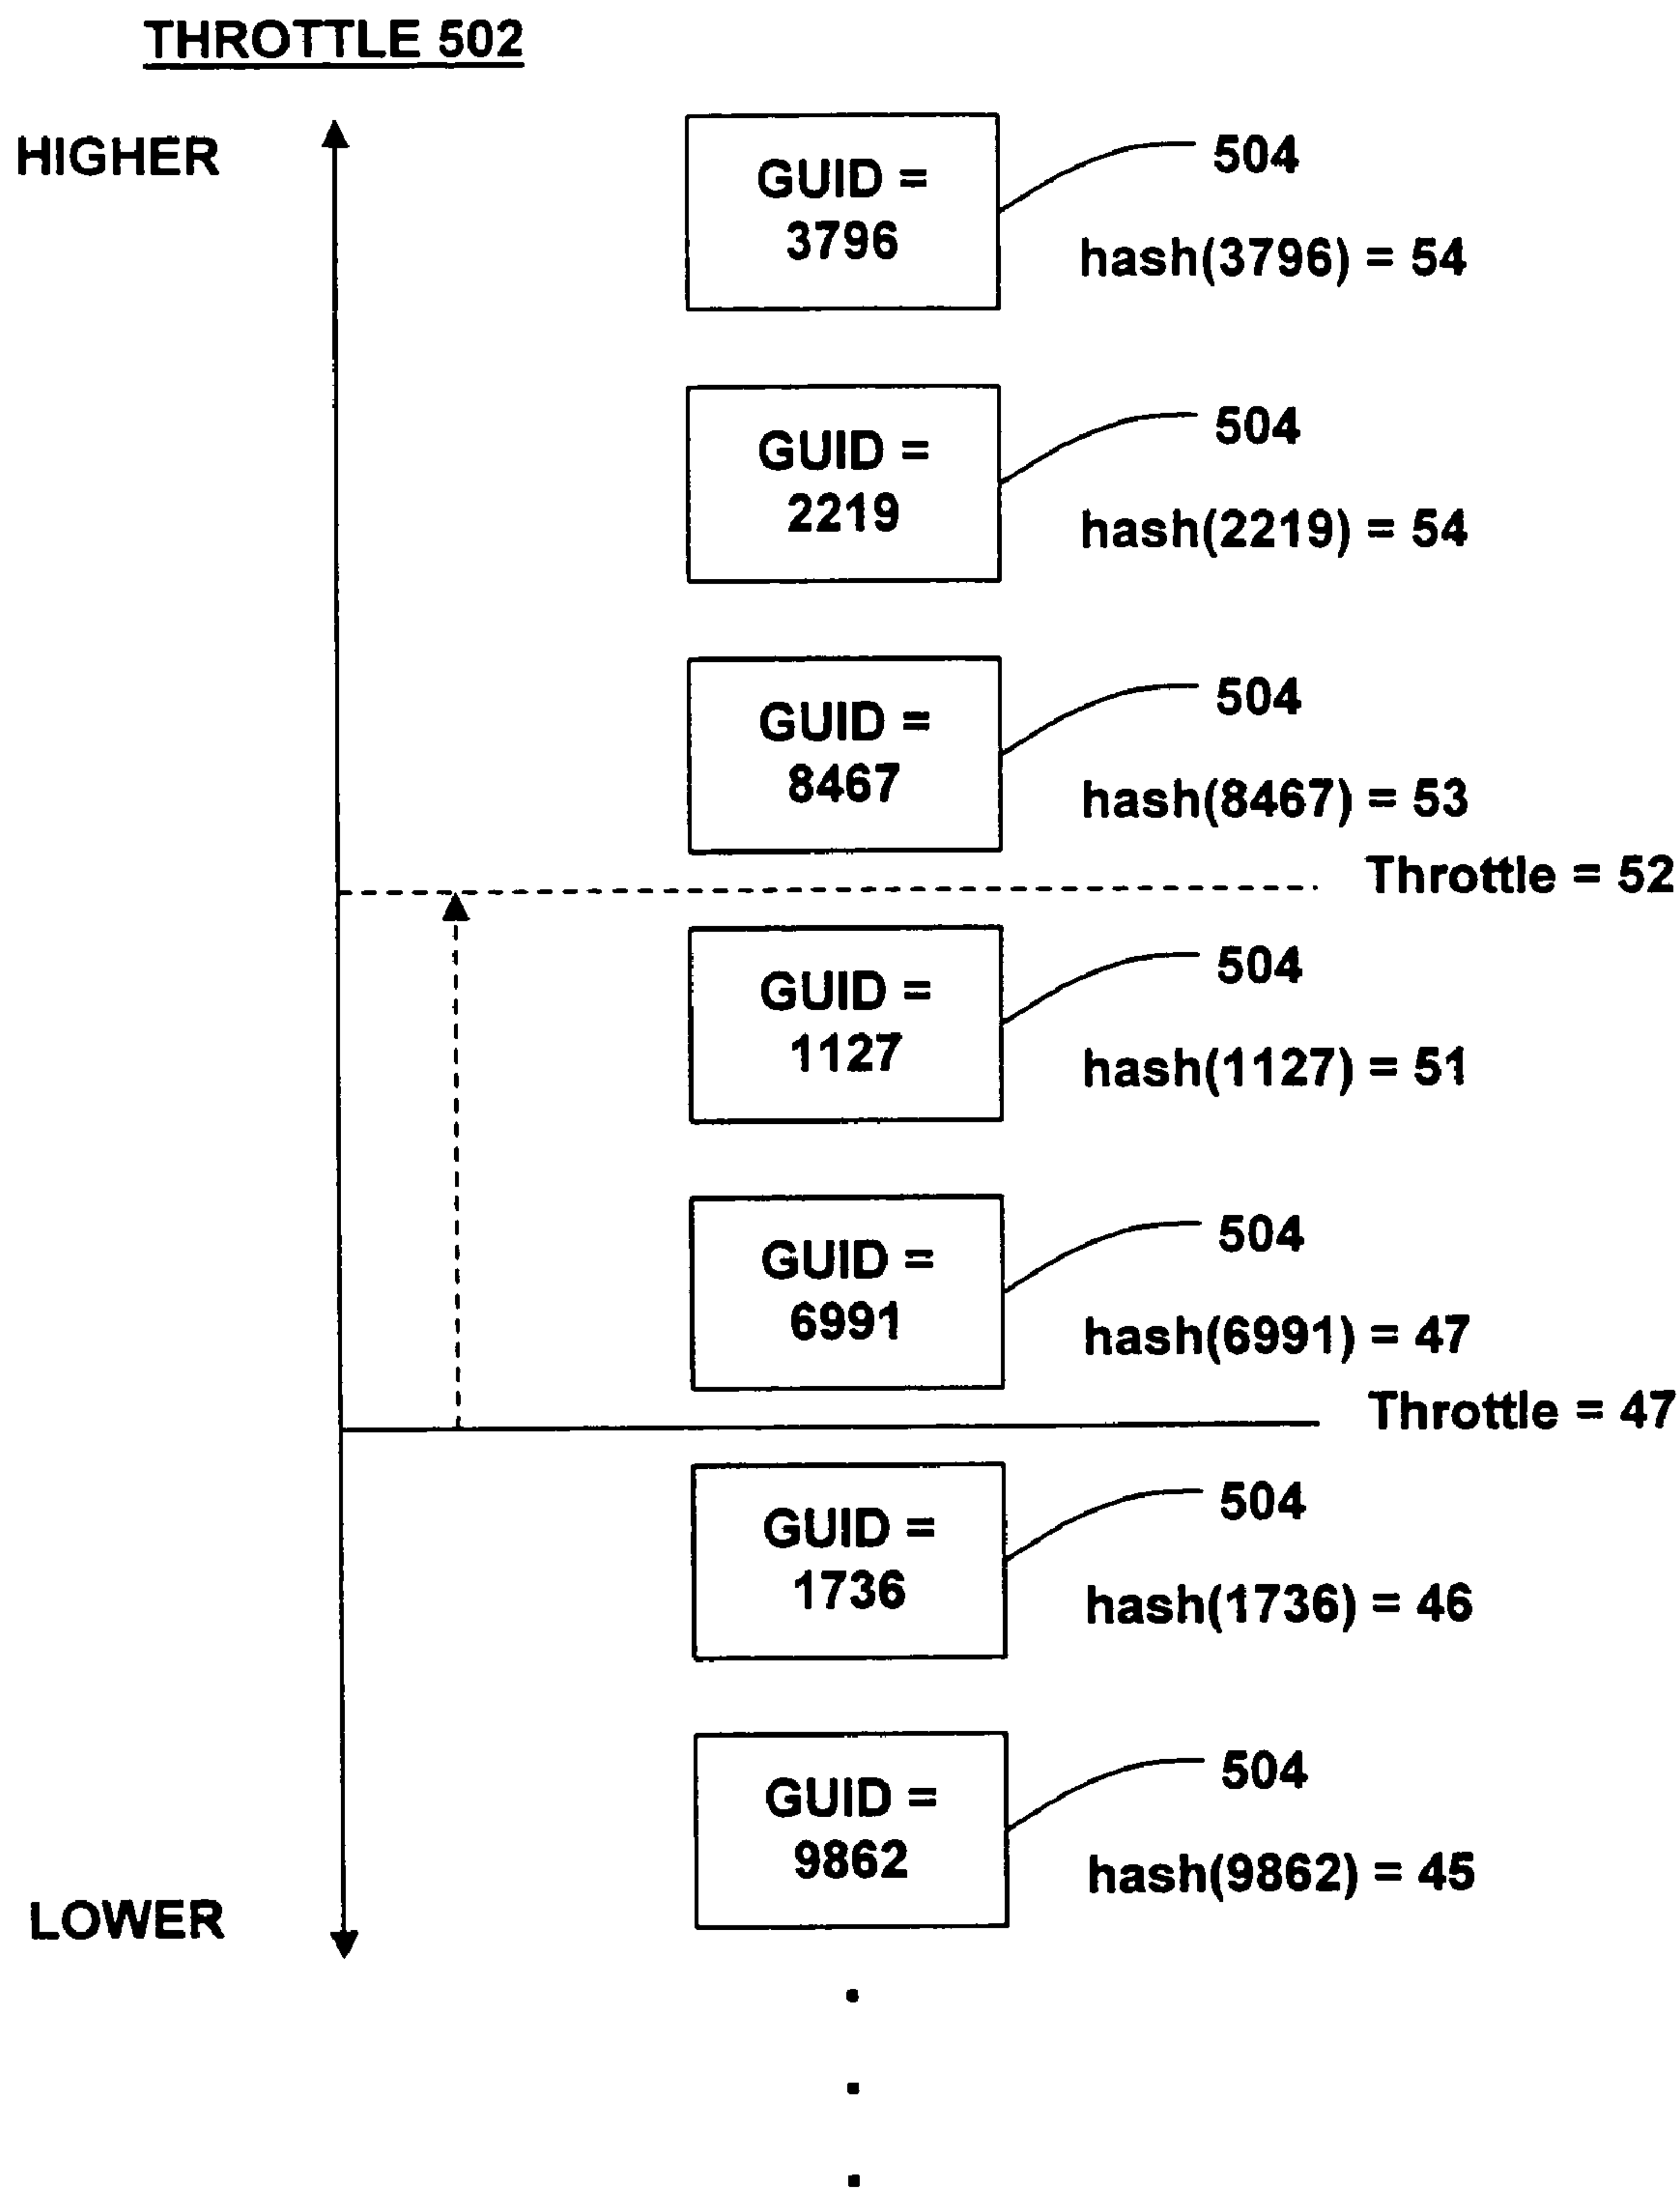 THROTTLE 502
HIGHER
GUID =
3796
504
hash(3796) = 54
GUID =
2219
504
hash(2219) = 54
GUID =
8467
504
hash(8467) = 53
Throttle = 52
GUID =
1127
504
hash(1127) = 51
GUID =
6991
504
hash(6991) = 47
Throttle = 47
GUID =
1736
504
hash(1736) = 46
GUID =
9862
504
hash(9862) = 45
LOWER